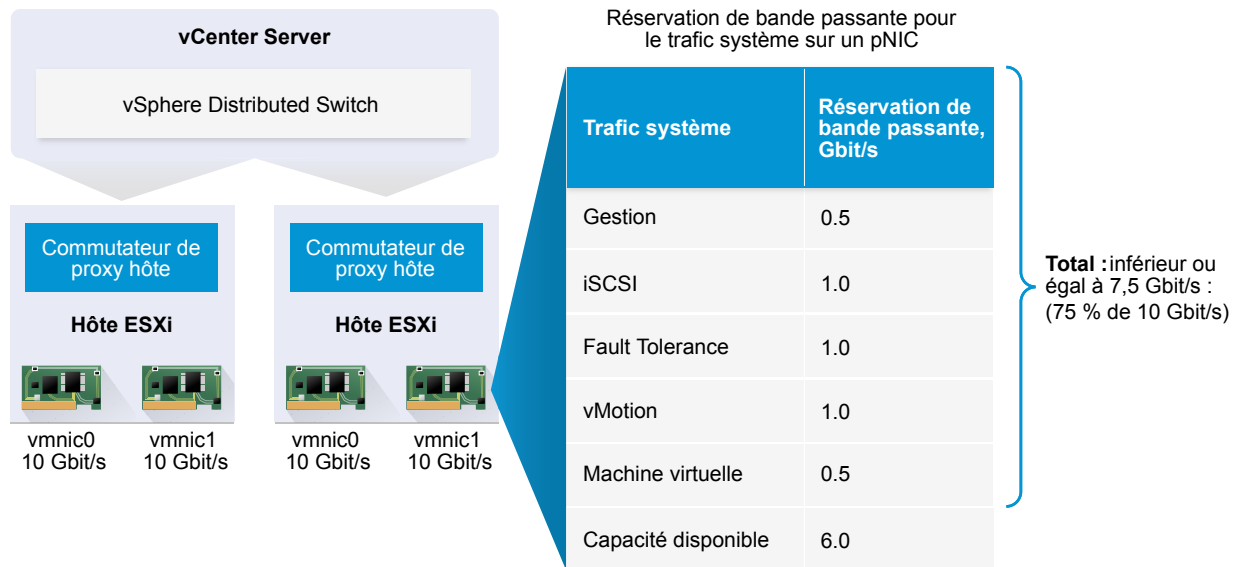 vCenter Server
vSphere Distributed Switch
Commutateur de
proxy hôte
Hôte ESXi
vmnic0
10 Gbit/s
vmnic1
10 Gbit/s
Commutateur de
proxy hôte
Hôte ESXi
vmnic0
10 Gbit/s
vmnic1
10 Gbit/s
Réservation de bande passante pour
le trafic système sur un pNIC
Trafic système
Réservation de
bande passante,
Gbit/s
Gestion 0.5
iSCSI 1.0
Fault Tolerance 1.0
vMotion 1.0
Machine virtuelle 0.5
Capacité disponible 6.0
Total :inférieur ou
égal à 7,5 Gbit/s :
(75 % de 10 Gbit/s)